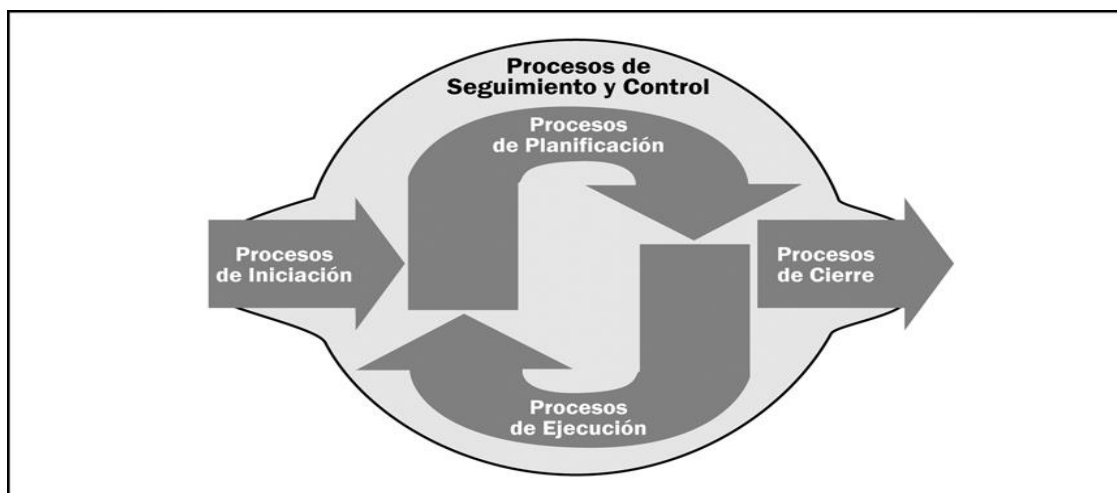 Procesos de
Seguimiento y Control
Procesos
de Planificación
Procesos
de Iniciación
Procesos
de Cierre
Procesos
de Ejecución